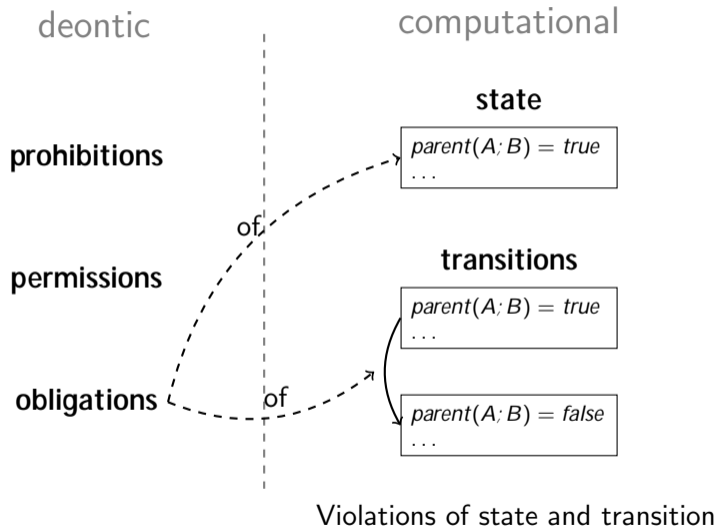 deontic
computational
state
prohibitions
parent(A; B) = true
...
of
permissions
transitions
parent(A; B) = true
...
obligations
of
parent(A; B) = false
...
Violations of state and transition